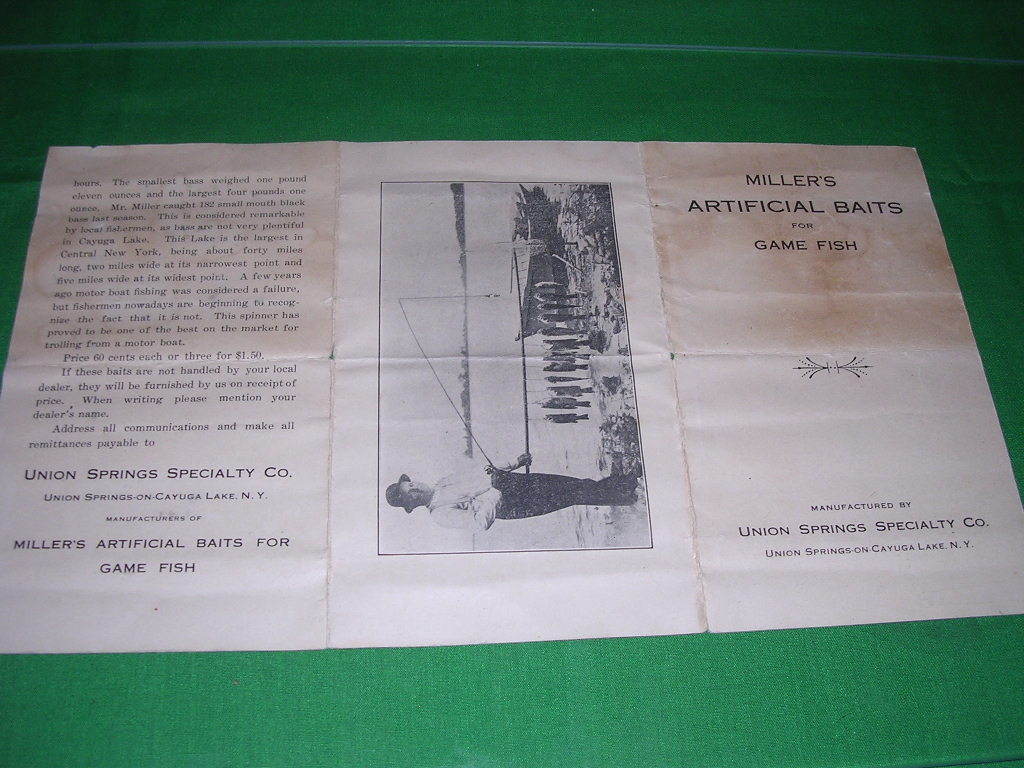 hours. The smallest bass weighed one pound
eleven ounces and the largest four pounds one
ounce. Mr. Miller caught 182 small mouth black
bass last season. This is considered remarkable
by local fishermen, as bass are not very plentiful
in Cayuga Lake. This Lake is the largest in
Central New York, being about forty miles
long, two miles wide at its narrowest point and
five miles wide at its widest point. A few years
ago motor boat fishing was considered a failure,
but fishermen nowadays are beginning to recog-
nize the fact that it is not. This spinner has
proved to be one of the best on the market for
trolling from a motor boat.
Price 60 cents each or three for $1.50.
If these baits are not handled by your local
dealer, they will be furnished by us on receipt of
price. When writing please mention your
dealer's name.
Address all communications and make all
remittances payable to
UNION SPRINGS SPECIALTY CO.
UNION SPRINGS-ON-CAYUGA LAKE, N. Y.
MANUFACTURERS OF
MILLER'S ARTIFICIAL BAITS FOR
GAME FISH
MILLER'S
ARTIFICIAL BAITS
FOR
GAME FISH
MANUFACTURED BY
UNION SPRINGS SPECIALTY CO.
UNION SPRINGS-ON-CAYUGA LAKE, N. Y.